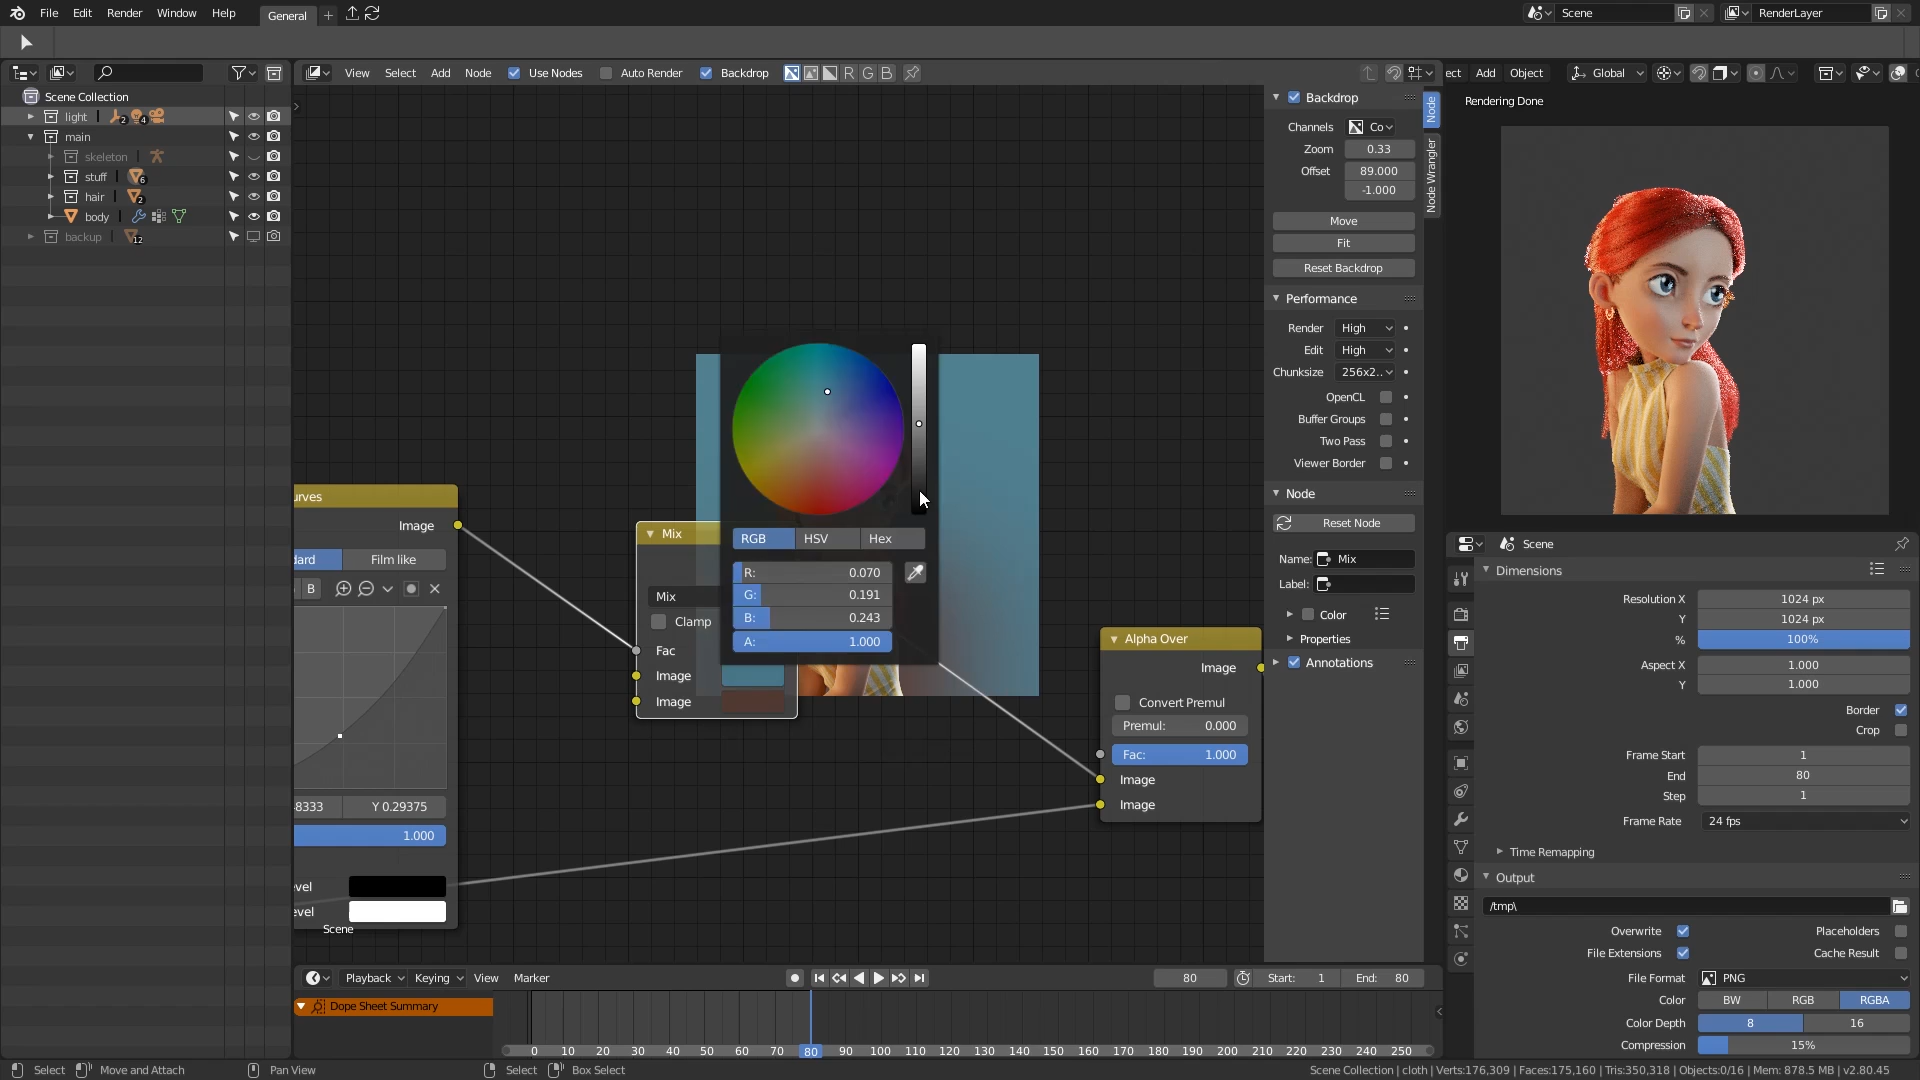 File Edit Render Window Help General + Scene RenderLayer
View Select Add Node Use Nodes Auto Render Backdrop R G B ect Add Object Global
Scene Collection
light 2 4
main
skeleton
stuff 6
hair 2
body
backup 12
Backdrop
Channels Co
Zoom 0.33
Offset 89.000
-1.000
Move
Fit
Reset Backdrop
Performance
Render High
Edit High
Chunksize 256x2..
OpenCL
Buffer Groups
Two Pass
Viewer Border
Node
Reset Node
Name: Mix
Label:
Color
Properties
Annotations
Node
Node Wrangler
Rendering Done
urves
Image
dard Film like
B
48333 Y 0.29375
1.000
evel
evel
Scene
Mix
Mix
Clamp
Fac
Image
Image
RGB HSV Hex
R: 0.070
G: 0.191
B: 0.243
A: 1.000
Alpha Over
Image
Convert Premul
Premul: 0.000
Fac: 1.000
Image
Image
Scene
Dimensions
Resolution X 1024 px
Y 1024 px
% 100%
Aspect X 1.000
Y 1.000
Border
Crop
Frame Start 1
End 80
Step 1
Frame Rate 24 fps
Time Remapping
Output
/tmp\
Overwrite Placeholders
File Extensions Cache Result
File Format PNG
Color BW RGB RGBA
Color Depth 8 16
Compression 15%
Playback Keying View Marker 80 Start: 1 End: 80
Dope Sheet Summary
0 10 20 30 40 50 60 70 80 90 100 110 120 130 140 150 160 170 180 190 200 210 220 230 240 250
Select Move and Attach Pan View Select Box Select Scene Collection | cloth | Verts:176,309 | Faces:175,160 | Tris:350,318 | Objects:0/16 | Mem: 878.5 MB | v2.80.45